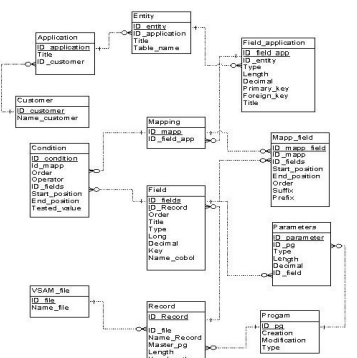 Entity
ID_entity
ID_application
Title
Table_name
Application
ID_application
Title
ID_customer
Field_application
ID_field_app
ID_entity
Type
Length
Decimal
Primary_key
Foreign_key
Title
Customer
ID_customer
Name_customer
Mapping
ID_mapp
ID_field_app
Mapp_field
ID_mapp_field
ID_mapp
ID_fields
Start_position
End_position
Order
Suffix
Prefix
Condition
ID_condition
Id_mapp
Order
Operator
ID_fields
Start_position
End_position
Tested_value
Field
ID_fields
ID_Record
Order
Title
Type
Long
Decimal
Key
Name_cobol
Parameters
ID_parameter
ID_pg
Type
Length
Decimal
ID_field
VSAM_file
ID_file
Name_file
Record
ID_Record
ID_file
Name_Record
Master_pg
Length
Progam
ID_pg
Creation
Modification
Type